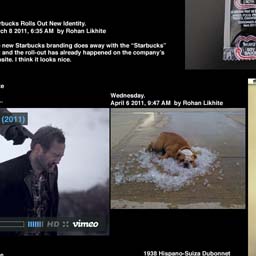 rbucks Rolls Out New Identity.
ch 8 2011, 6:35 AM by Rohan Likhite
new Starbucks branding does away with the “Starbucks”
and the roll-out has already happened on the company's
site. I think it looks nice.
Wednesday.
April 6 2011, 9:47 AM by Rohan Likhite
(2011)
HD
vimeo
1938 Hispano-Suiza Dubonnet